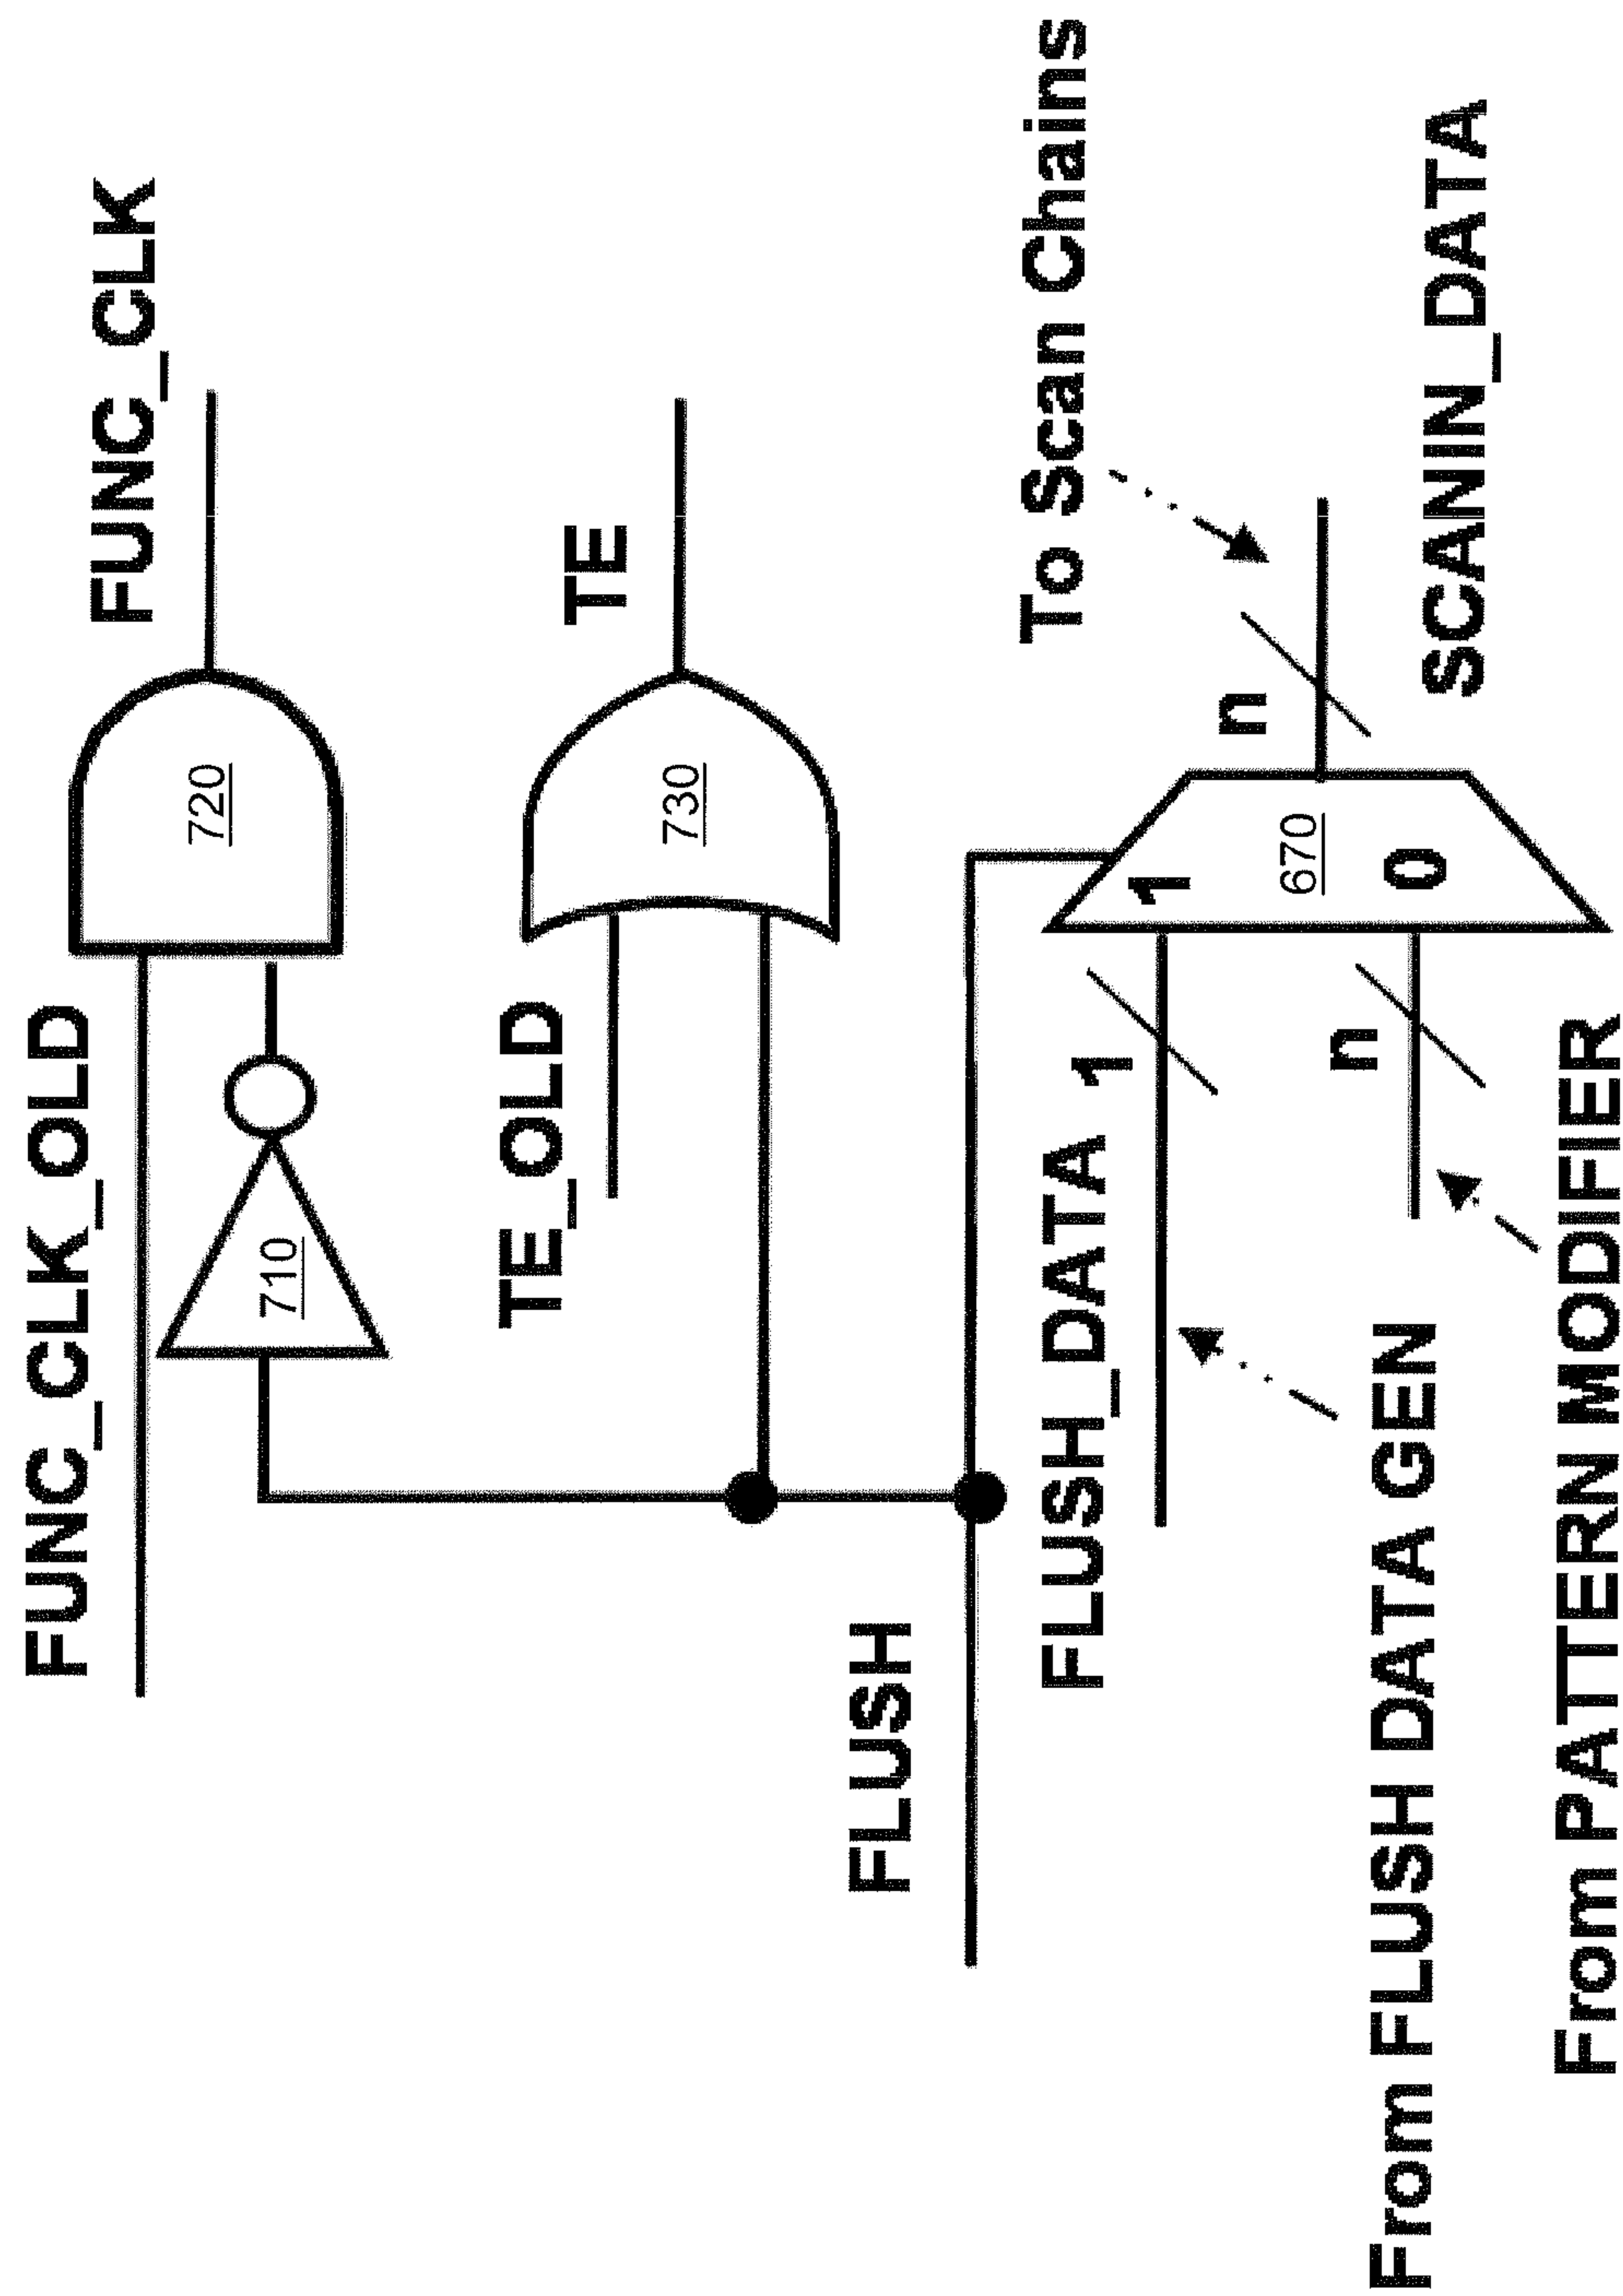 FUNC_CLK_OLD
FUNC_CLK
710
720
TE_OLD
TE
730
FLUSH
To Scan Chains
FLUSH_DATA 1
1
n
670
From FLUSH DATA GEN
n
0
SCANIN_DATA
From PATTERN MODIFIER